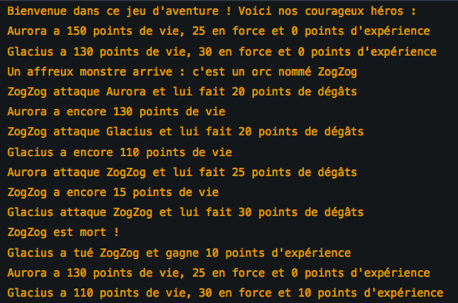 Bienvenue dans ce jeu d'aventure ! Voici nos courageux héros :
Aurora a 150 points de vie, 25 en force et 0 points d'expérience
Glacius a 130 points de vie, 30 en force et 0 points d'expérience
Un affreux monstre arrive : c'est un orc nommé ZogZog
ZogZog attaque Aurora et lui fait 20 points de dégâts
Aurora a encore 130 points de vie
ZogZog attaque Glacius et lui fait 20 points de dégâts
Glacius a encore 110 points de vie
Aurora attaque ZogZog et lui fait 25 points de dégâts
ZogZog a encore 15 points de vie
Glacius attaque ZogZog et lui fait 30 points de dégâts
ZogZog est mort !
Glacius a tué ZogZog et gagne 10 points d'expérience
Aurora a 130 points de vie, 25 en force et 0 points d'expérience
Glacius a 110 points de vie, 30 en force et 10 points d'expérience